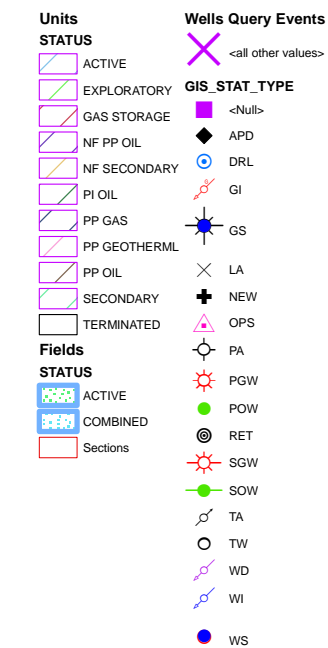 Units
STATUS
ACTIVE
EXPLORATORY
GAS STORAGE
NF PP OIL
NF SECONDARY
PI OIL
PP GAS
PP GEOTHERML
PP OIL
SECONDARY
TERMINATED
Fields
STATUS
ACTIVE
COMBINED
Sections
Wells Query Events
<all other values>
GIS_STAT_TYPE
<Null>
APD
DRL
GI
GS
LA
NEW
OPS
PA
PGW
POW
RET
SGW
SOW
TA
TW
WD
WI
WS